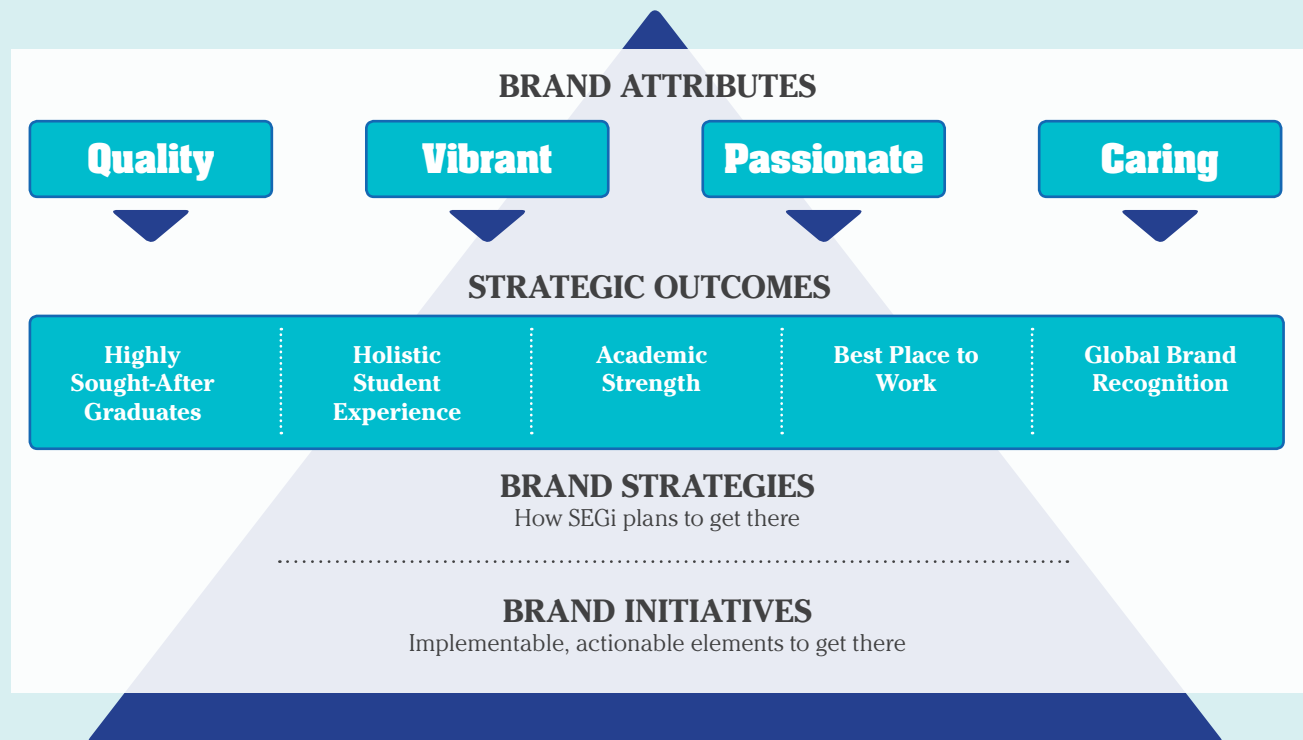 BRAND ATTRIBUTES
Quality
Vibrant
Passionate
Caring
STRATEGIC OUTCOMES
Highly
Sought-After
Graduates
Holistic
Student
Experience
Academic
Strength
Best Place to
Work
Global Brand
Recognition
BRAND STRATEGIES
How SEGi plans to get there
BRAND INITIATIVES
Implementable, actionable elements to get there